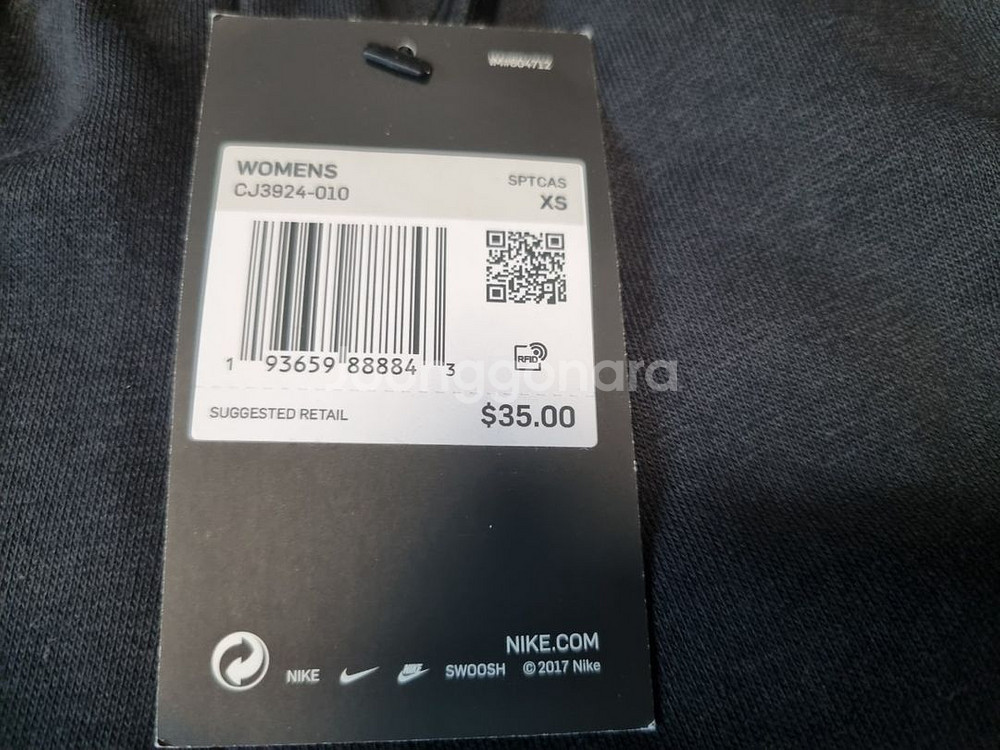 WOMENS
CJ3924-010
SPTCAS
XS
1 93659 88884 3
RFID
SUGGESTED RETAIL
$35.00
NIKE.COM
NIKE
NIKE
SWOOSH
© 2017 Nike